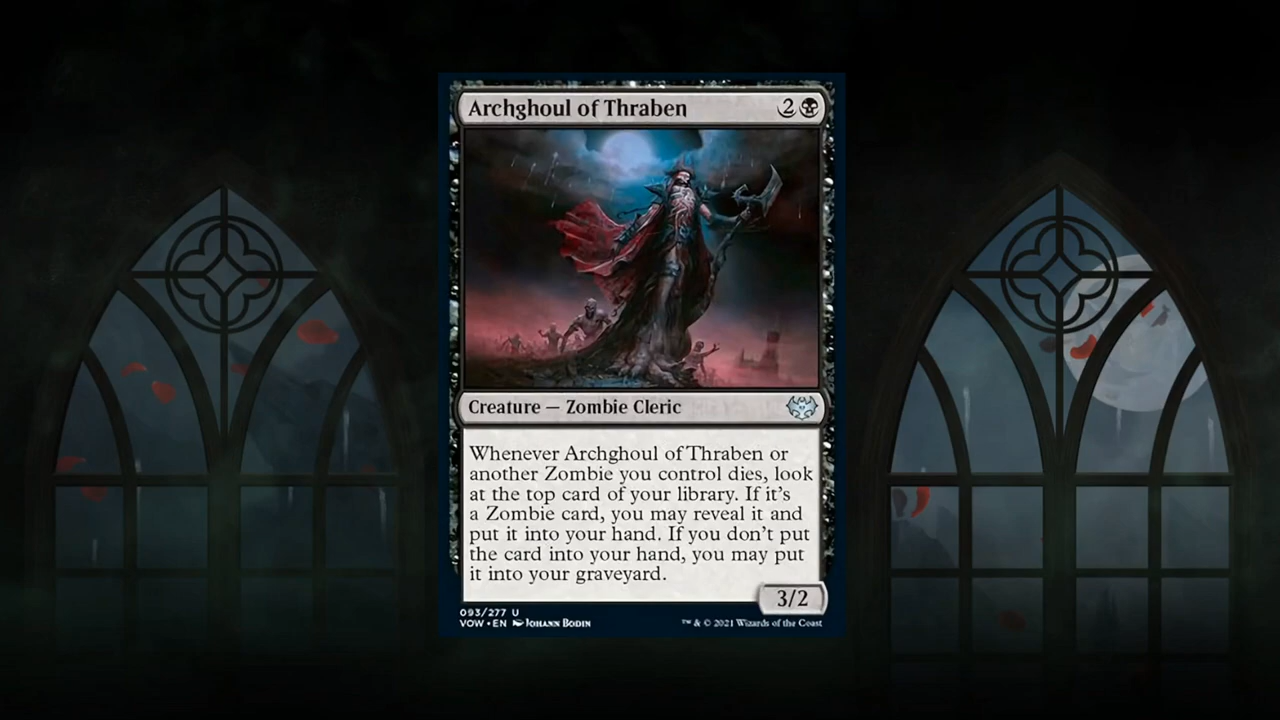 Archghoul of Thraben 2
Creature — Zombie Cleric
Whenever Archghoul of Thraben or
another Zombie you control dies, look
at the top card of your library. If it's
a Zombie card, you may reveal it and
put it into your hand. If you don't put
the card into your hand, you may put
it into your graveyard.
3/2
093/277 U
VOW • EN Johann Bodin
™ & © 2021 Wizards of the Coast